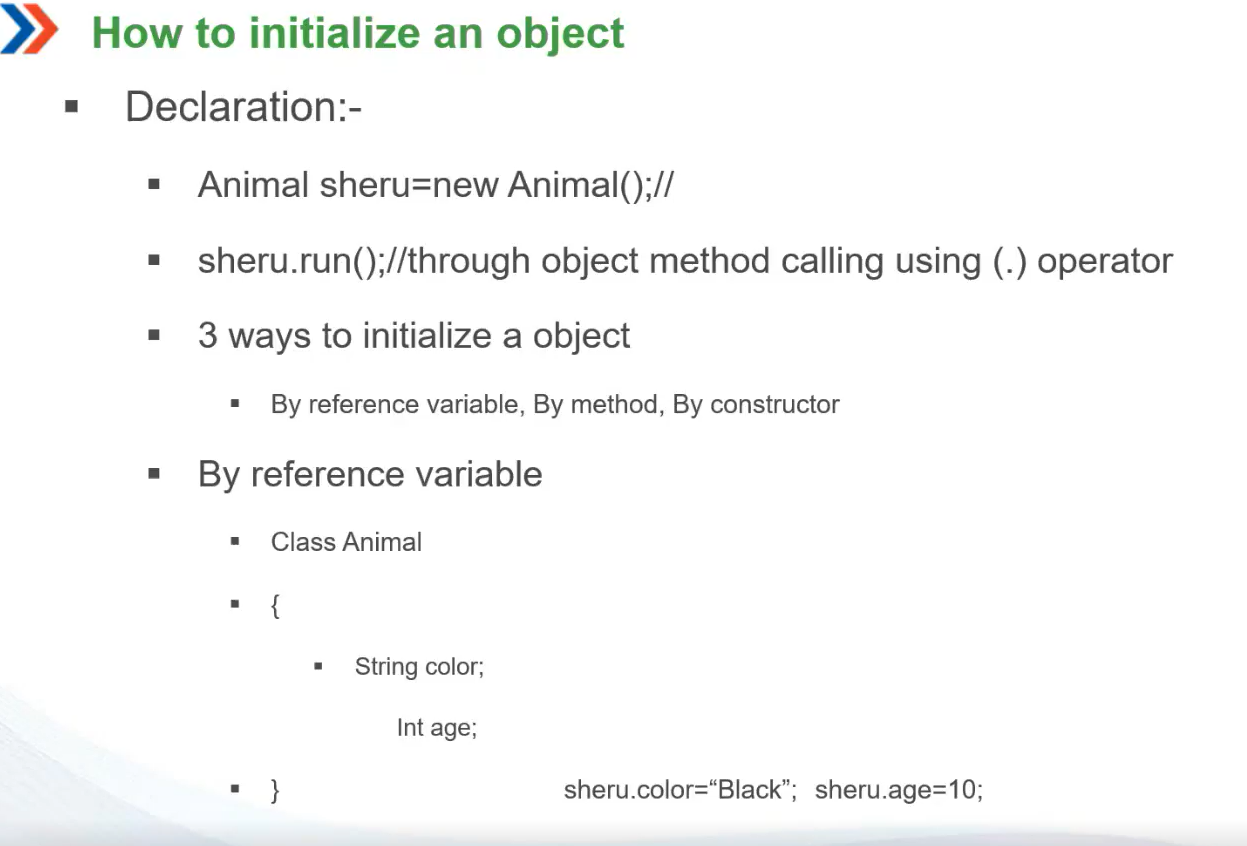 How to initialize an object
Declaration:-
Animal sheru=new Animal();//
sheru.run();//through object method calling using (.) operator
3 ways to initialize a object
By reference variable, By method, By constructor
By reference variable
Class Animal
{
String color;
Int age;
} sheru.color=“Black”; sheru.age=10;